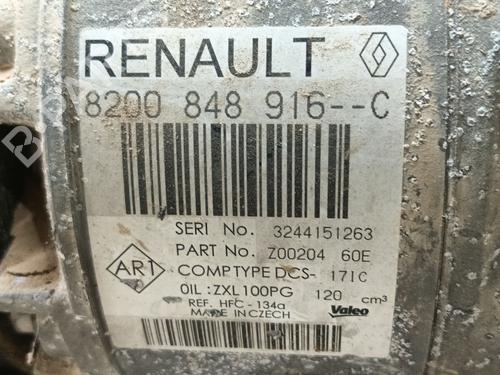 RENAULT
8200 848 916--C
SERI No. 3244151263
PART No. Z00204 60E
AR1
COMPTYPE DCS- 17IC
OIL :ZXL100PG 120 cm³
REF. HFC-134a
MADE IN CZECH
Valeo